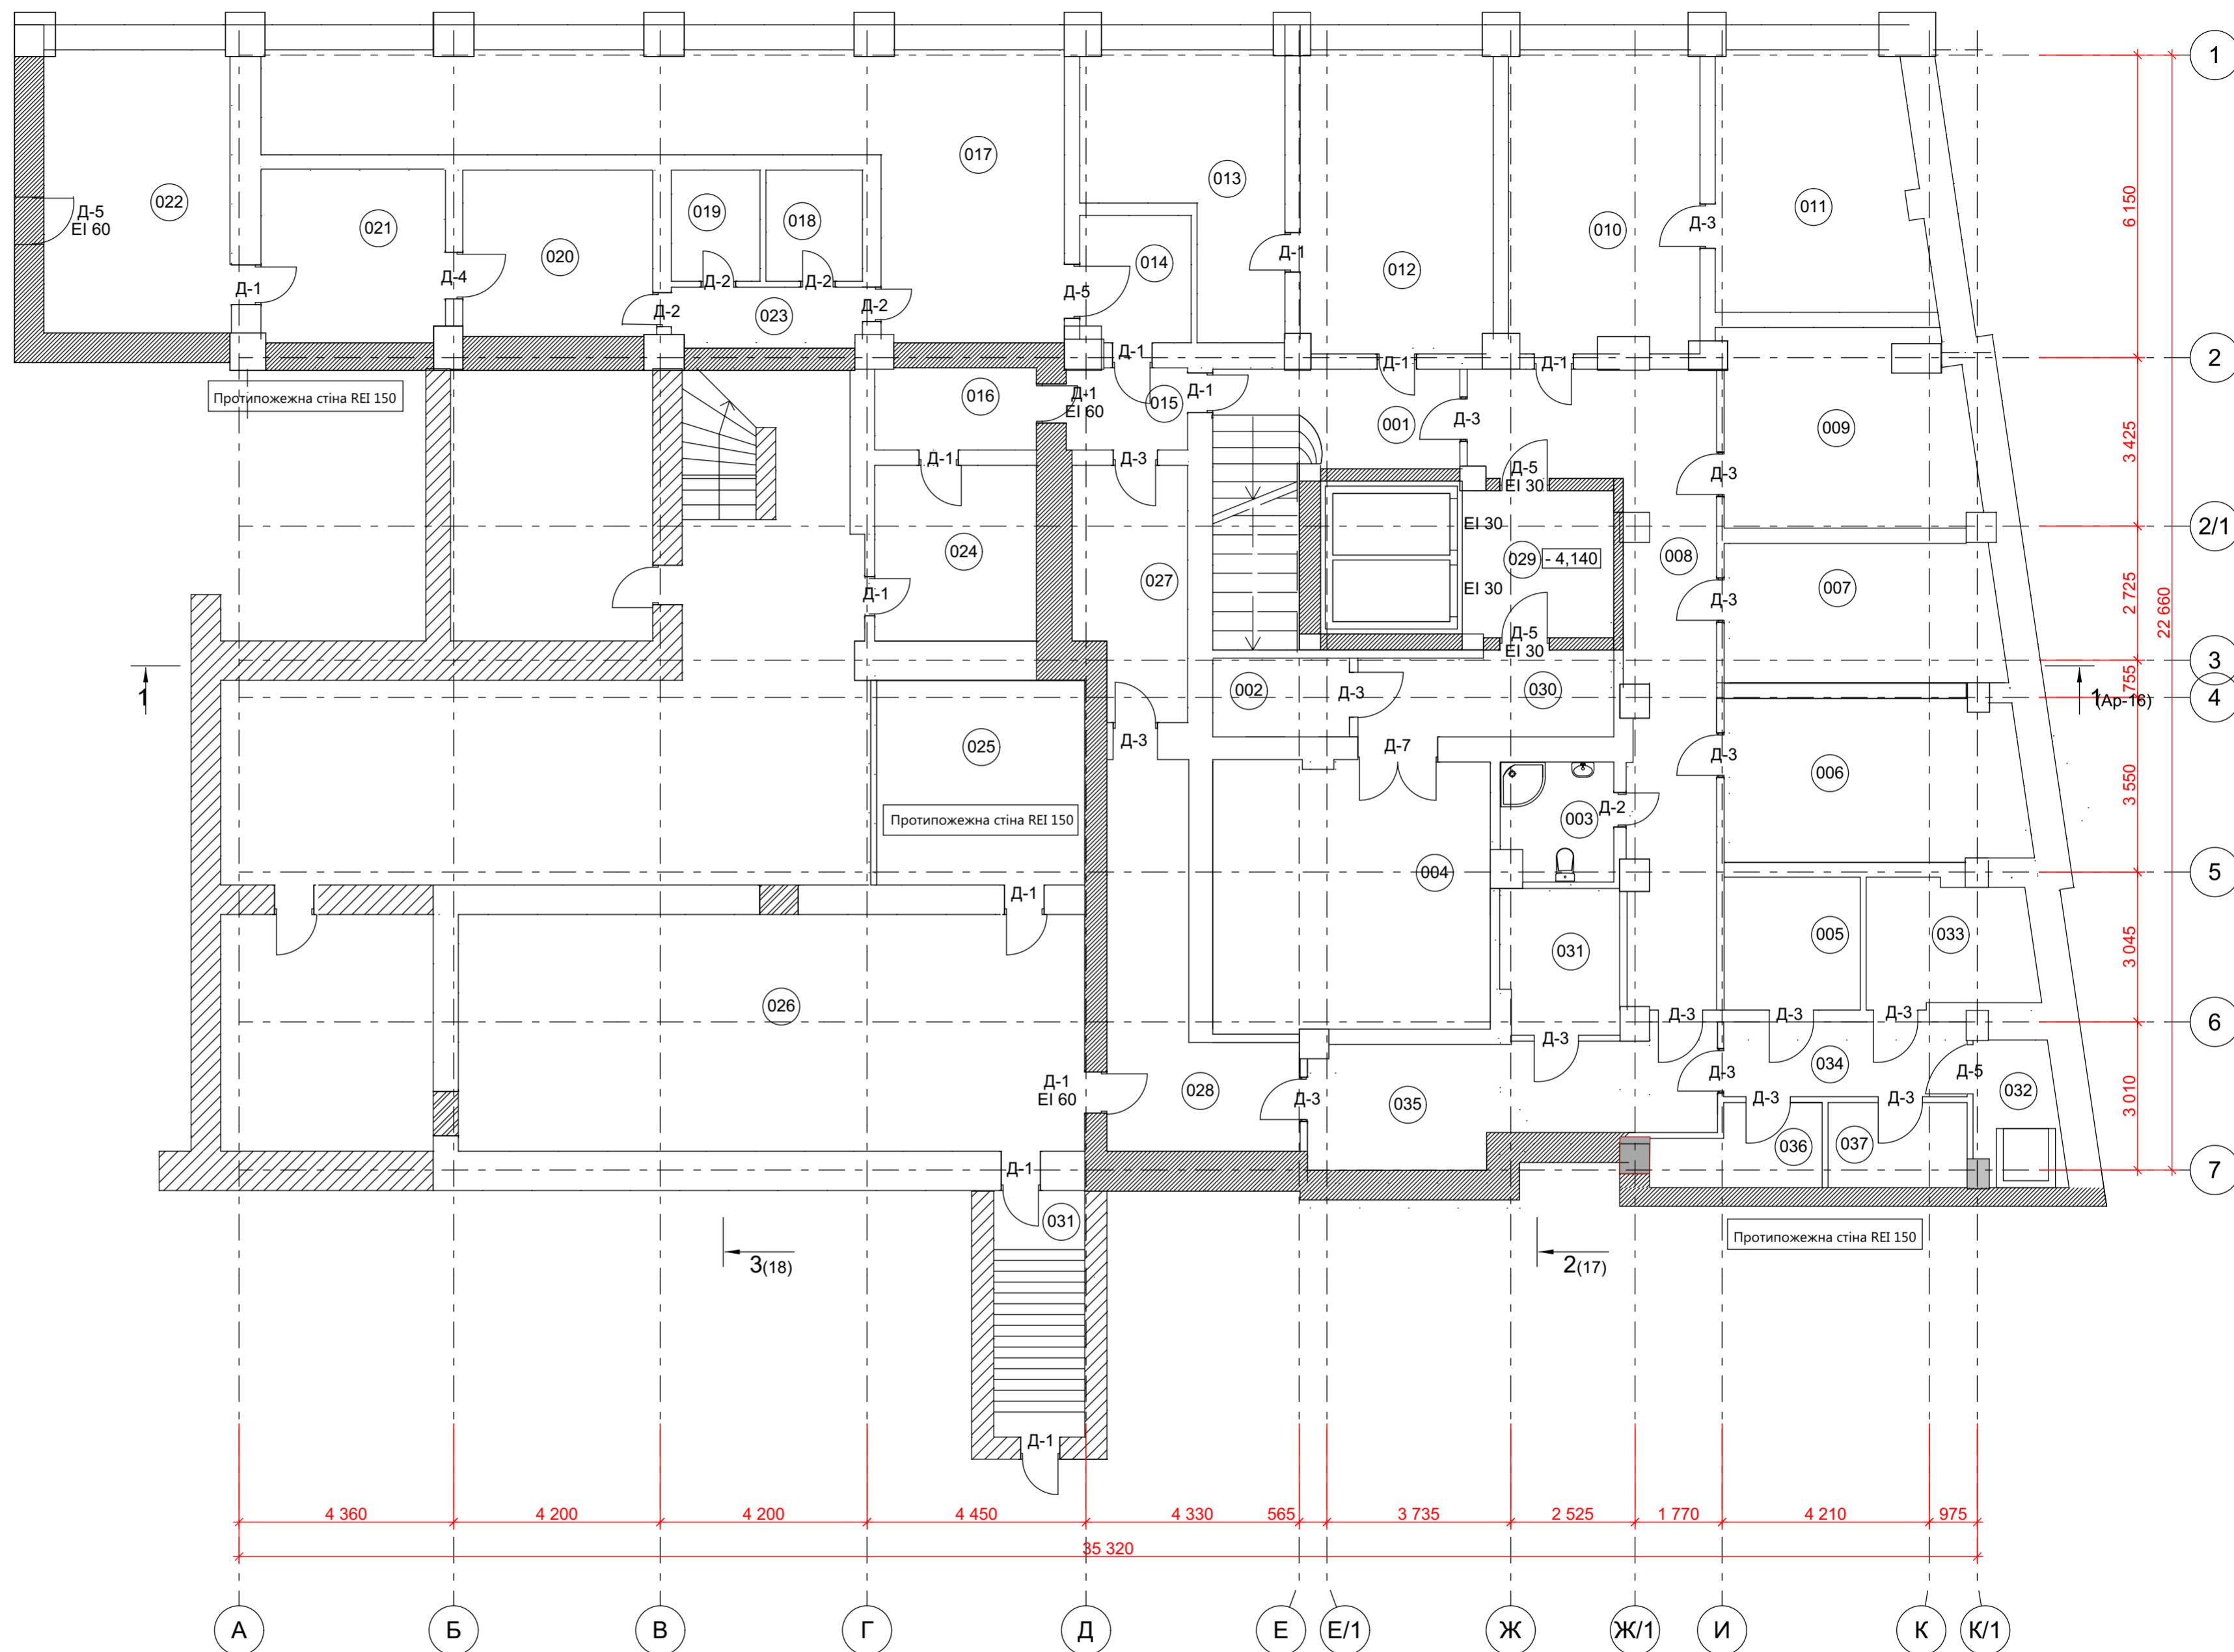 1
017
013
022
019
011
6 150
Д-5
EI 60
018
021
Д-3
010
020
Д-1
014
012
Д-4
Д-1
Д-2
Д-2
Д-5
Д-2
Д-2
023
Д-1
2
Д-1
Д-1
Д-1
Протипожежна стіна REI 150
016
Д-1
EI 60
015
001
Д-3
009
3 425
Д-1
Д-3
Д-5
EI 30
Д-3
EI 30
2/1
024
029
- 4,140
008
027
Д-1
EI 30
007
Д-3
2 725
22 660
Д-5
EI 30
3
1
002
Д-3
030
755
1(Ар-16)
4
Д-3
025
Д-7
Д-3
006
3 550
Протипожежна стіна REI 150
003
Д-2
004
5
Д-1
005
033
3 045
031
026
Д-3
Д-3
Д-3
6
Д-3
034
Д-1
EI 60
028
Д-3
035
Д-3
Д-5
032
Д-3
Д-3
3 010
036
037
Д-1
7
031
3(18)
2(17)
Протипожежна стіна REI 150
Д-1
4 360
4 200
4 200
4 450
4 330
565
3 735
2 525
1 770
4 210
975
35 320
А
Б
В
Г
Д
Е
Е/1
Ж
Ж/1
И
К
К/1